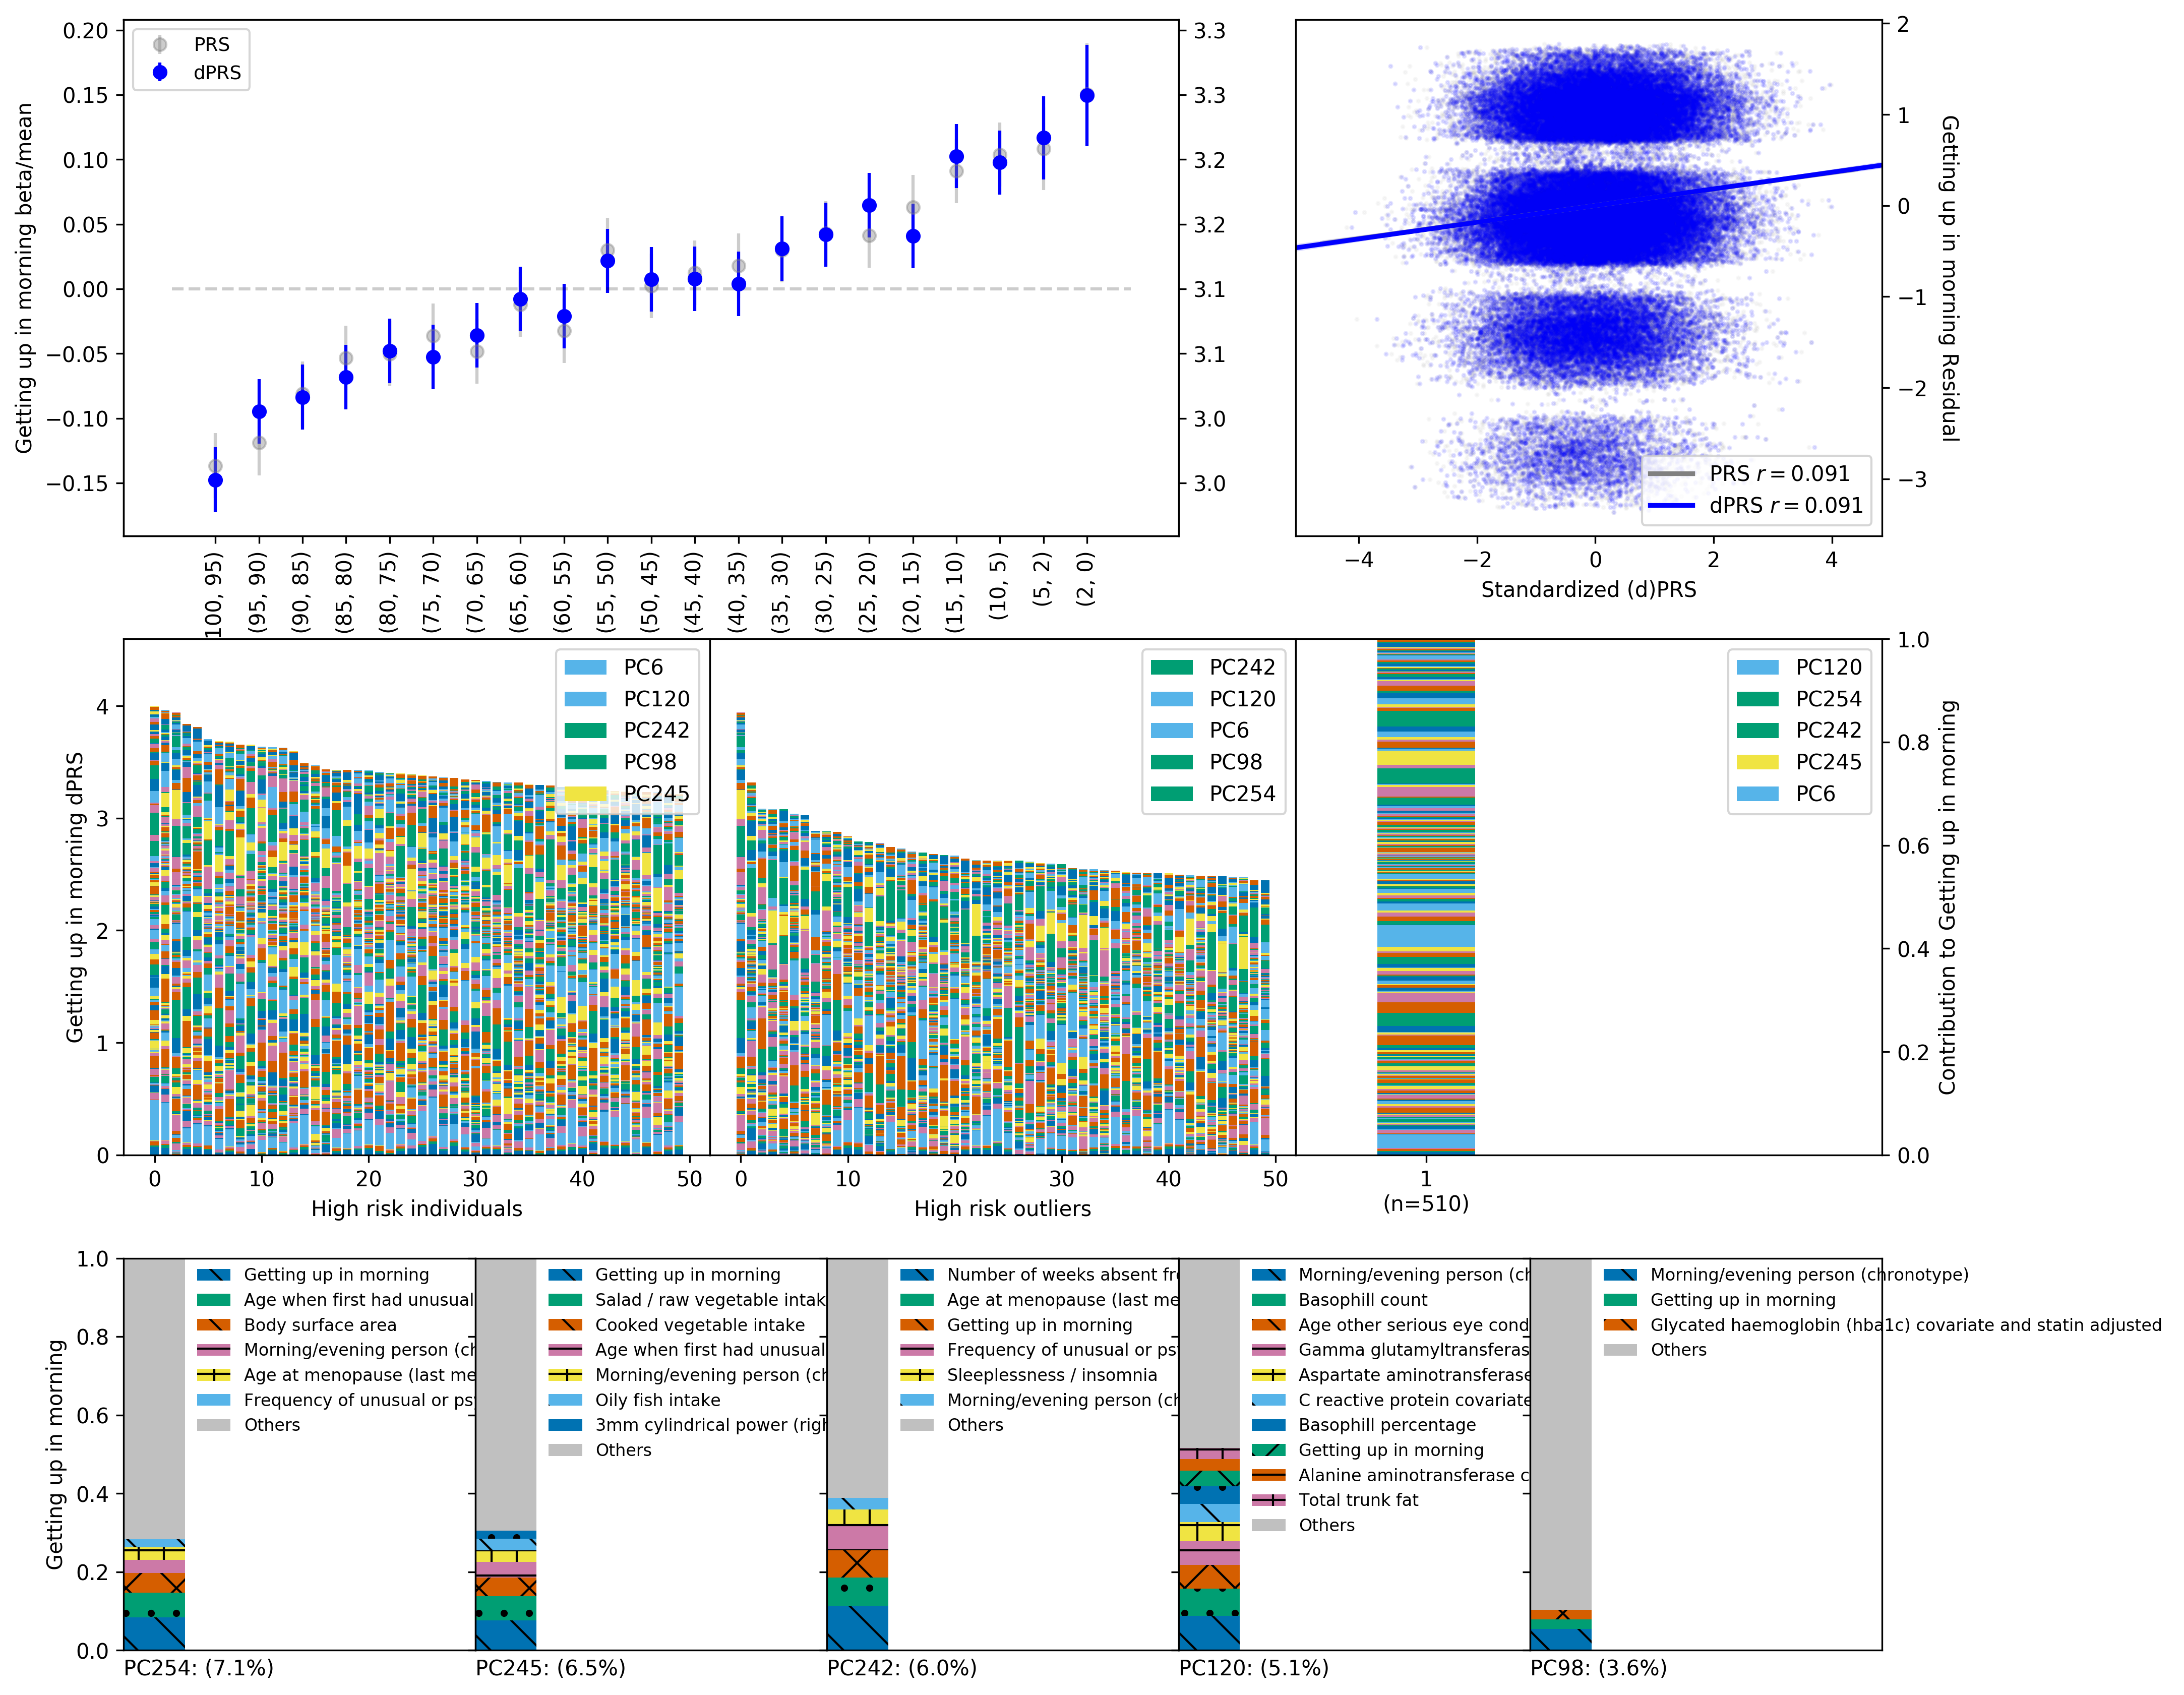 Getting up in morning beta/mean
0.20
0.15
0.10
0.05
0.00
−0.05
−0.10
−0.15
PRS
dPRS
3.3
3.3
3.2
3.2
3.1
3.1
3.0
3.0
100, 95)
(95, 90)
(90, 85)
(85, 80)
(80, 75)
(75, 70)
(70, 65)
(65, 60)
(60, 55)
(55, 50)
(50, 45)
(45, 40)
(40, 35)
(35, 30)
(30, 25)
(25, 20)
(20, 15)
(15, 10)
(10, 5)
(5, 2)
(2, 0)
2
1
0
−1
−2
−3
Getting up in morning Residual
PRS r = 0.091
dPRS r = 0.091
−4
−2
0
2
4
Standardized (d)PRS
Getting up in morning dPRS
4
3
2
1
0
PC6
PC120
PC242
PC98
PC245
0
10
20
30
40
50
High risk individuals
PC242
PC120
PC6
PC98
PC254
0
10
20
30
40
50
High risk outliers
PC120
PC254
PC242
PC245
PC6
1
(n=510)
1.0
0.8
0.6
0.4
0.2
0.0
Contribution to Getting up in morning
Getting up in morning
1.0
0.8
0.6
0.4
0.2
0.0
Getting up in morning
Age when first had unusual
Body surface area
Morning/evening person (ch
Age at menopause (last me
Frequency of unusual or psy
Others
PC254: (7.1%)
Getting up in morning
Salad / raw vegetable intak
Cooked vegetable intake
Age when first had unusual
Morning/evening person (ch
Oily fish intake
3mm cylindrical power (righ
Others
PC245: (6.5%)
Number of weeks absent fr
Age at menopause (last me
Getting up in morning
Frequency of unusual or psy
Sleeplessness / insomnia
Morning/evening person (ch
Others
PC242: (6.0%)
Morning/evening person (ch
Basophill count
Age other serious eye cond
Gamma glutamyltransferas
Aspartate aminotransferase
C reactive protein covariate
Basophill percentage
Getting up in morning
Alanine aminotransferase c
Total trunk fat
Others
PC120: (5.1%)
Morning/evening person (chronotype)
Getting up in morning
Glycated haemoglobin (hba1c) covariate and statin adjusted
Others
PC98: (3.6%)